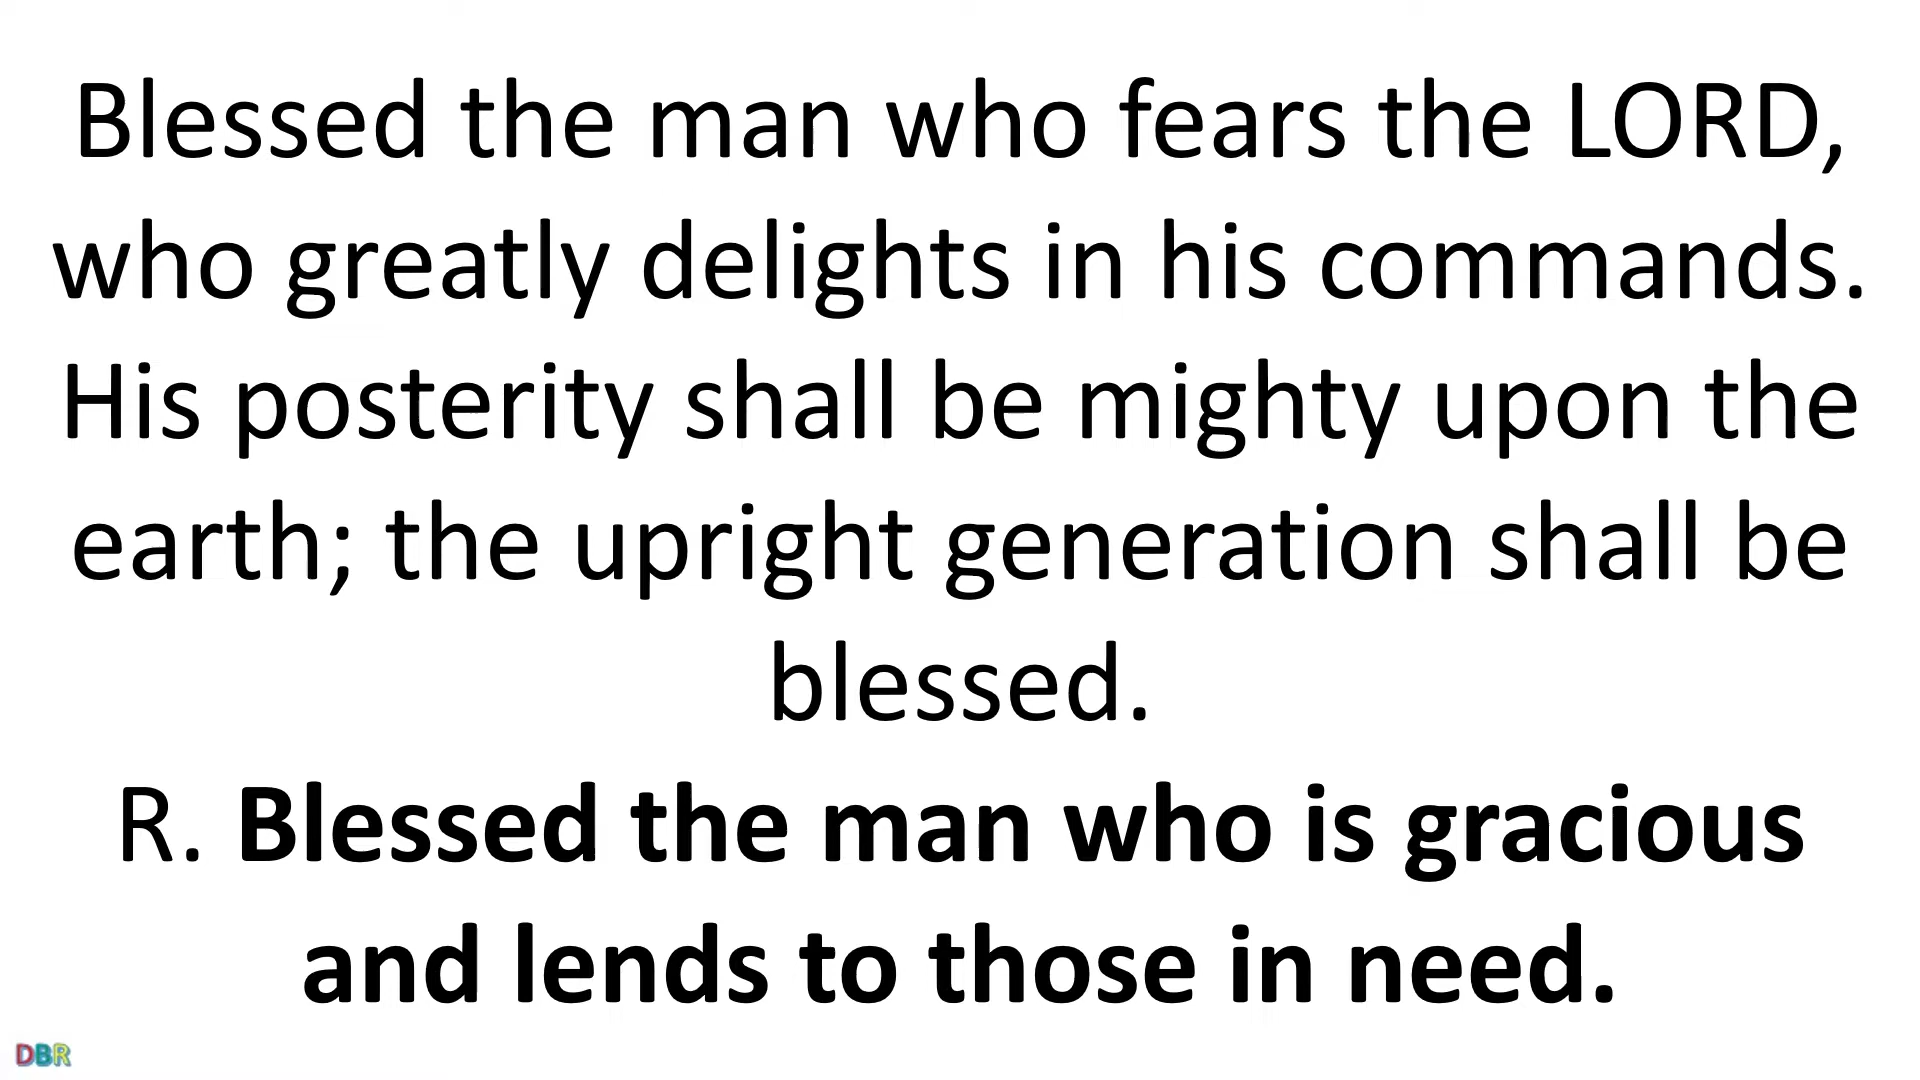 Blessed the man who fears the LORD,
who greatly delights in his commands.
His posterity shall be mighty upon the
earth; the upright generation shall be
blessed.
R. Blessed the man who is gracious
and lends to those in need.
DBR